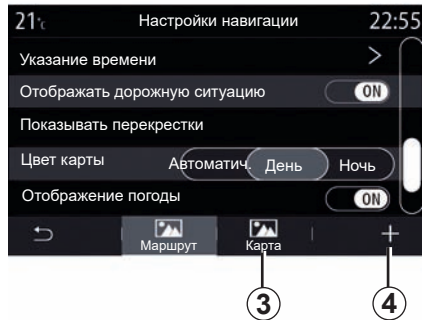 21°c Настройки навигации 22:55
Указание времени >
Отображать дорожную ситуацию ON
Показывать перекрестки
Цвет карты Автоматич. День Ночь
Отображение погоды ON
Маршрут Карта +
3 4